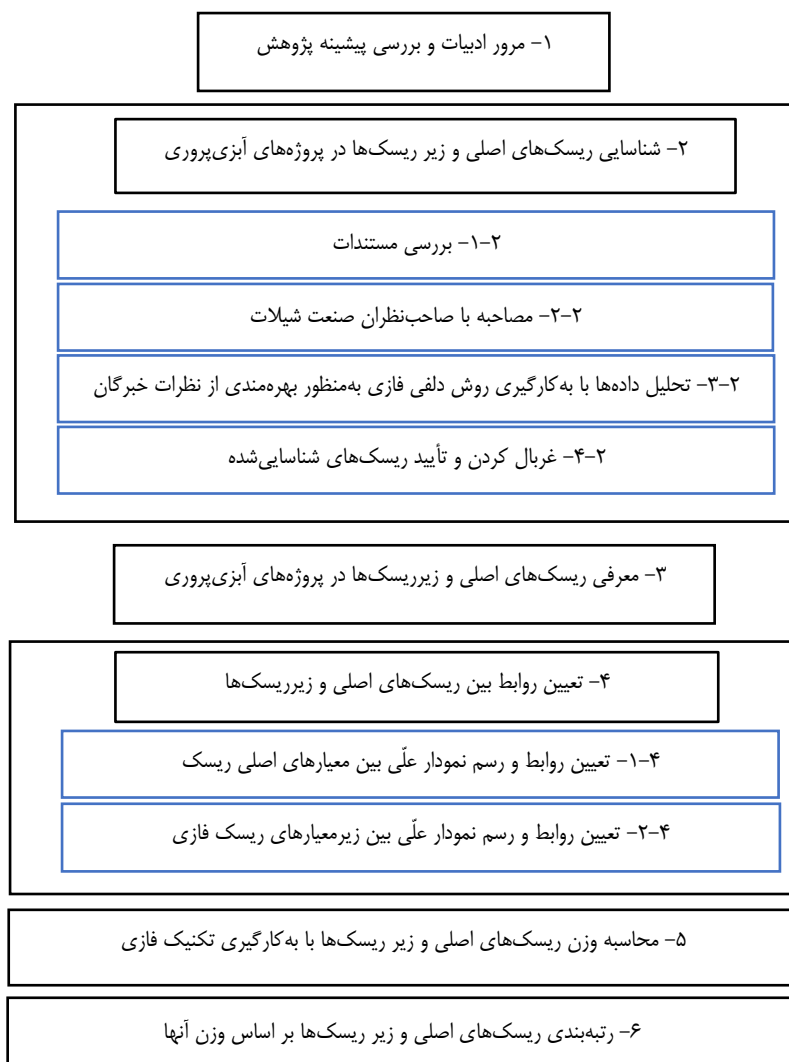 ۱- مرور ادبیات و بررسی پیشینه پژوهش
۲- شناسایی ریسک‌های اصلی و زیر ریسک‌ها در پروژه‌های آبزی‌پروری
۱-۲- بررسی مستندات
۲-۲- مصاحبه با صاحب‌نظران صنعت شیلات
۳-۲- تحلیل داده‌ها با به‌کارگیری روش دلفی فازی به‌منظور بهره‌مندی از نظرات خبرگان
۴-۲- غربال کردن و تأیید ریسک‌های شناسایی‌شده
۳- معرفی ریسک‌های اصلی و زیرریسک‌ها در پروژه‌های آبزی‌پروری
۴- تعیین روابط بین ریسک‌های اصلی و زیرریسک‌ها
۱-۴- تعیین روابط و رسم نمودار علّی بین معیارهای اصلی ریسک
۲-۴- تعیین روابط و رسم نمودار علّی بین زیرمعیارهای ریسک فازی
۵- محاسبه وزن ریسک‌های اصلی و زیر ریسک‌ها با به‌کارگیری تکنیک فازی
۶- رتبه‌بندی ریسک‌های اصلی و زیر ریسک‌ها بر اساس وزن آنها